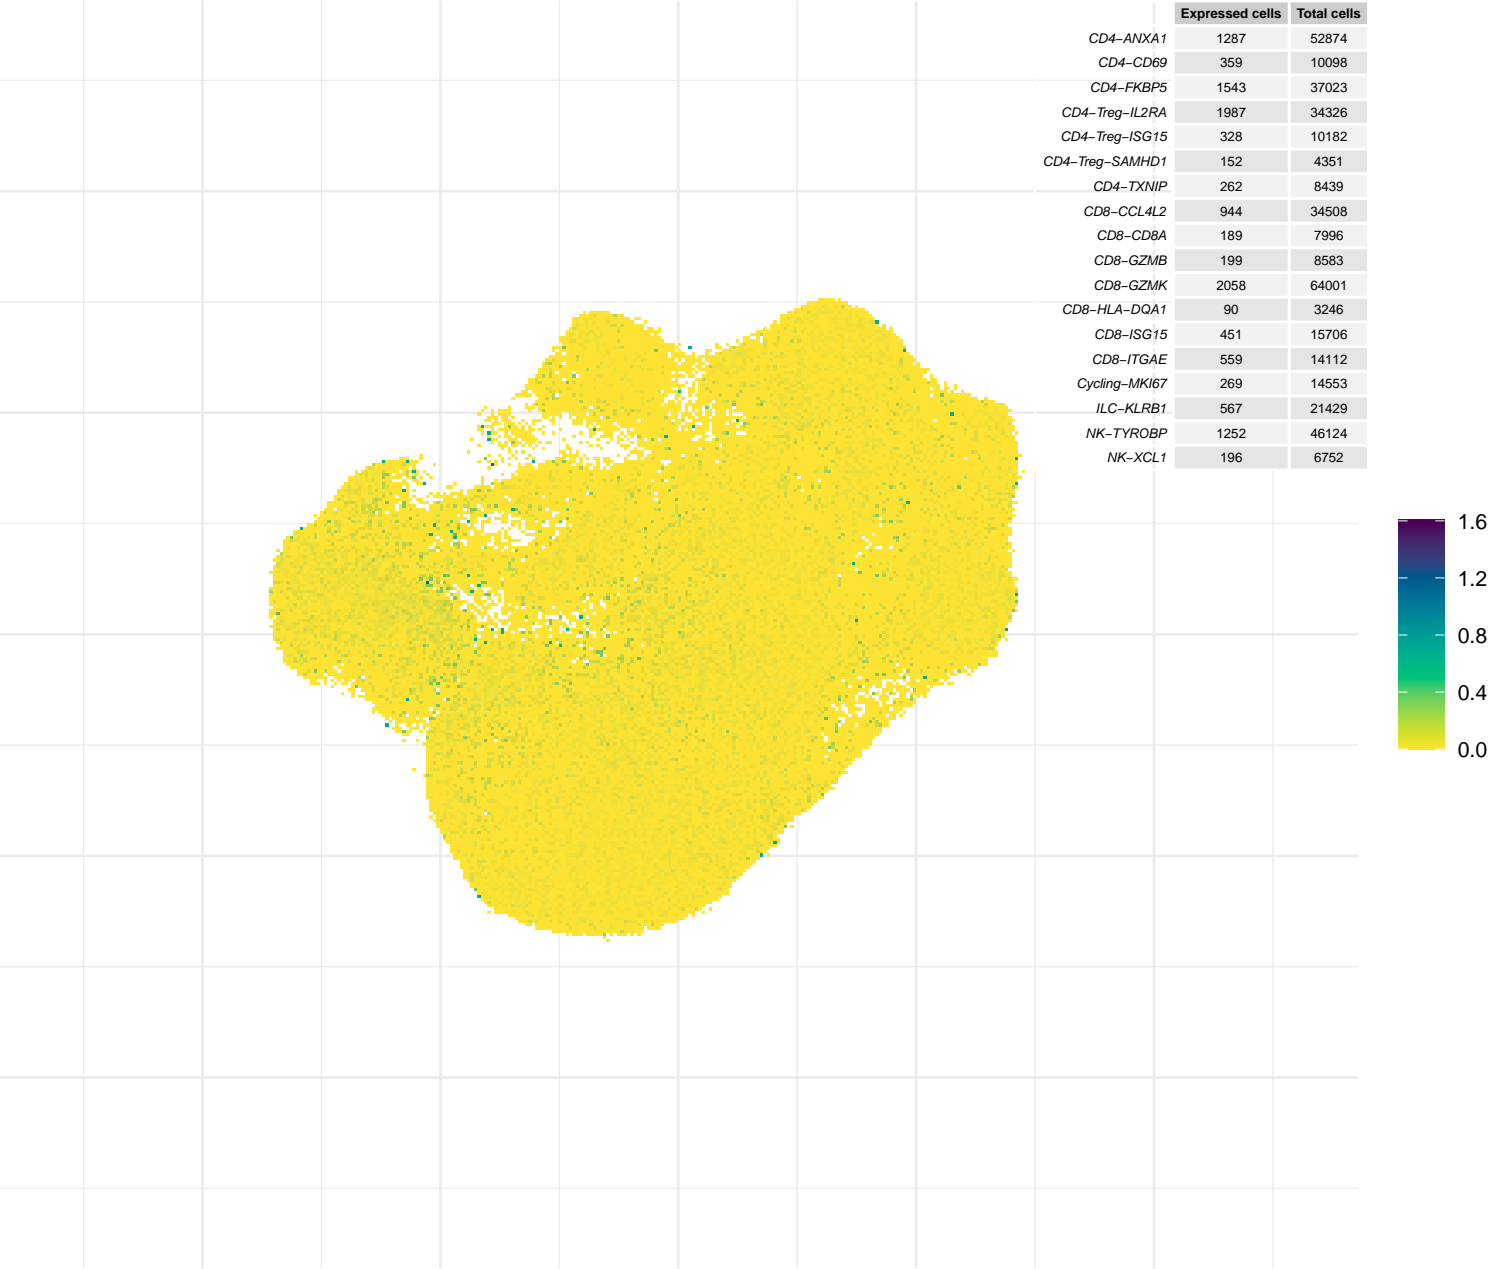 Expressed cells Total cells
CD4−ANXA1 1287 52874
CD4−CD69 359 10098
CD4−FKBP5 1543 37023
CD4−Treg−IL2RA 1987 34326
CD4−Treg−ISG15 328 10182
CD4−Treg−SAMHD1 152 4351
CD4−TXNIP 262 8439
CD8−CCL4L2 944 34508
CD8−CD8A 189 7996
CD8−GZMB 199 8583
CD8−GZMK 2058 64001
CD8−HLA−DQA1 90 3246
CD8−ISG15 451 15706
CD8−ITGAE 559 14112
Cycling−MKI67 269 14553
ILC−KLRB1 567 21429
NK−TYROBP 1252 46124
NK−XCL1 196 6752
1.6
1.2
0.8
0.4
0.0